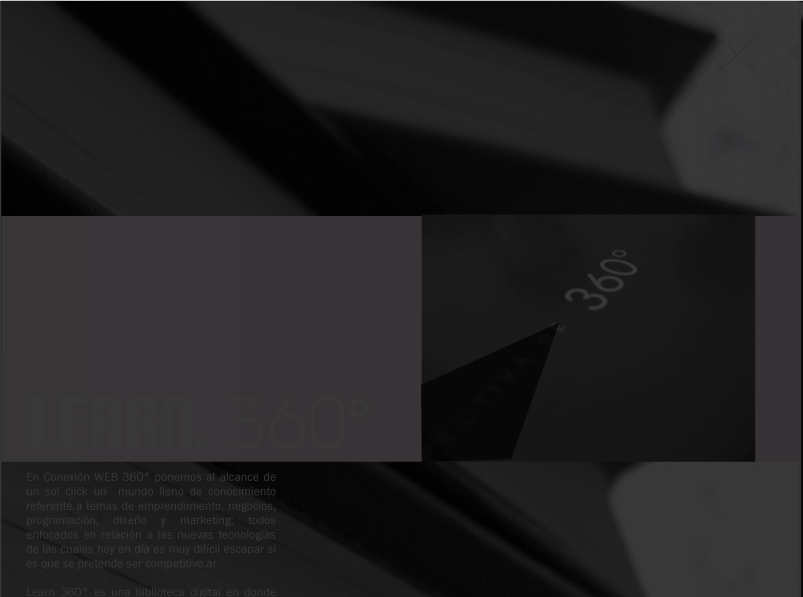 360°
ECTIVA DE
LEARN. 360°
En Conexión WEB 360° ponemos al alcance de
un sol click un mundo lleno de conocimiento
referente a temas de emprendimiento, negocios,
programación, diseño y marketing; todos
enfocados en relación a las nuevas tecnologías
de las cuales hoy en día es muy difícil escapar si
es que se pretende ser competitivo.ar
Learn 360° es una biblioteca digital en donde